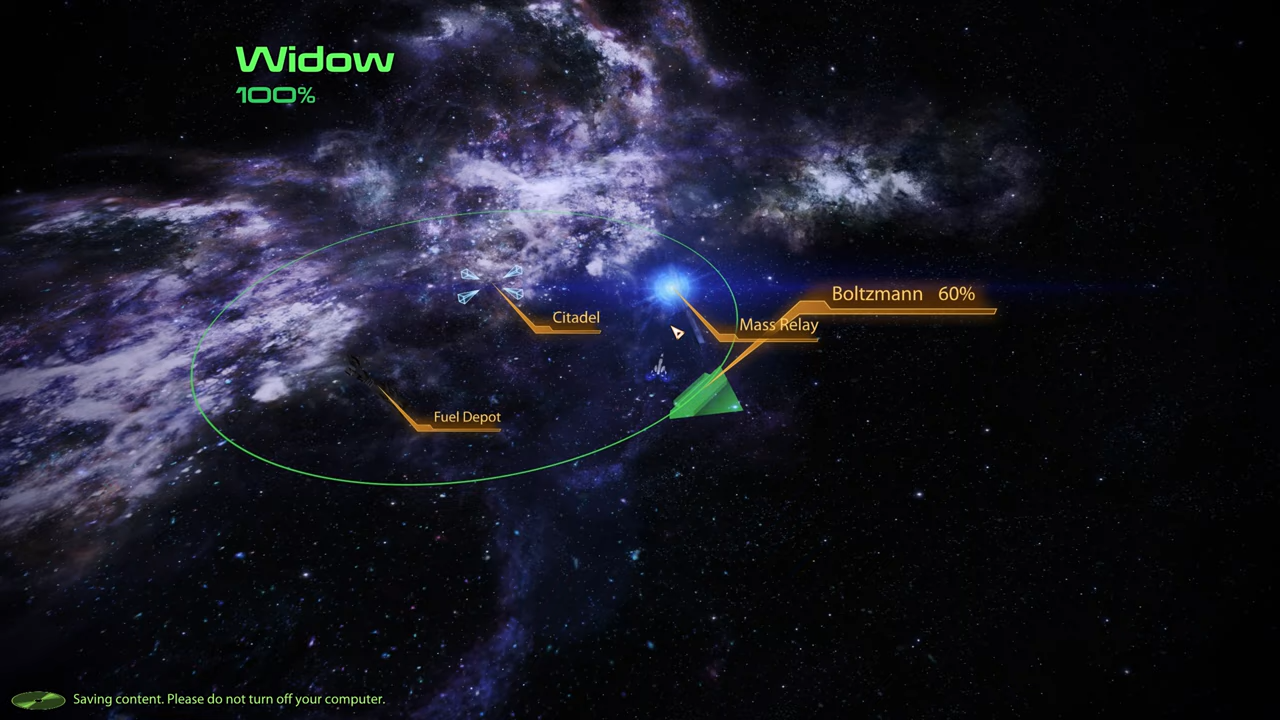 Widow
100%
Boltzmann 60%
Citadel
Mass Relay
Fuel Depot
Saving content. Please do not turn off your computer.